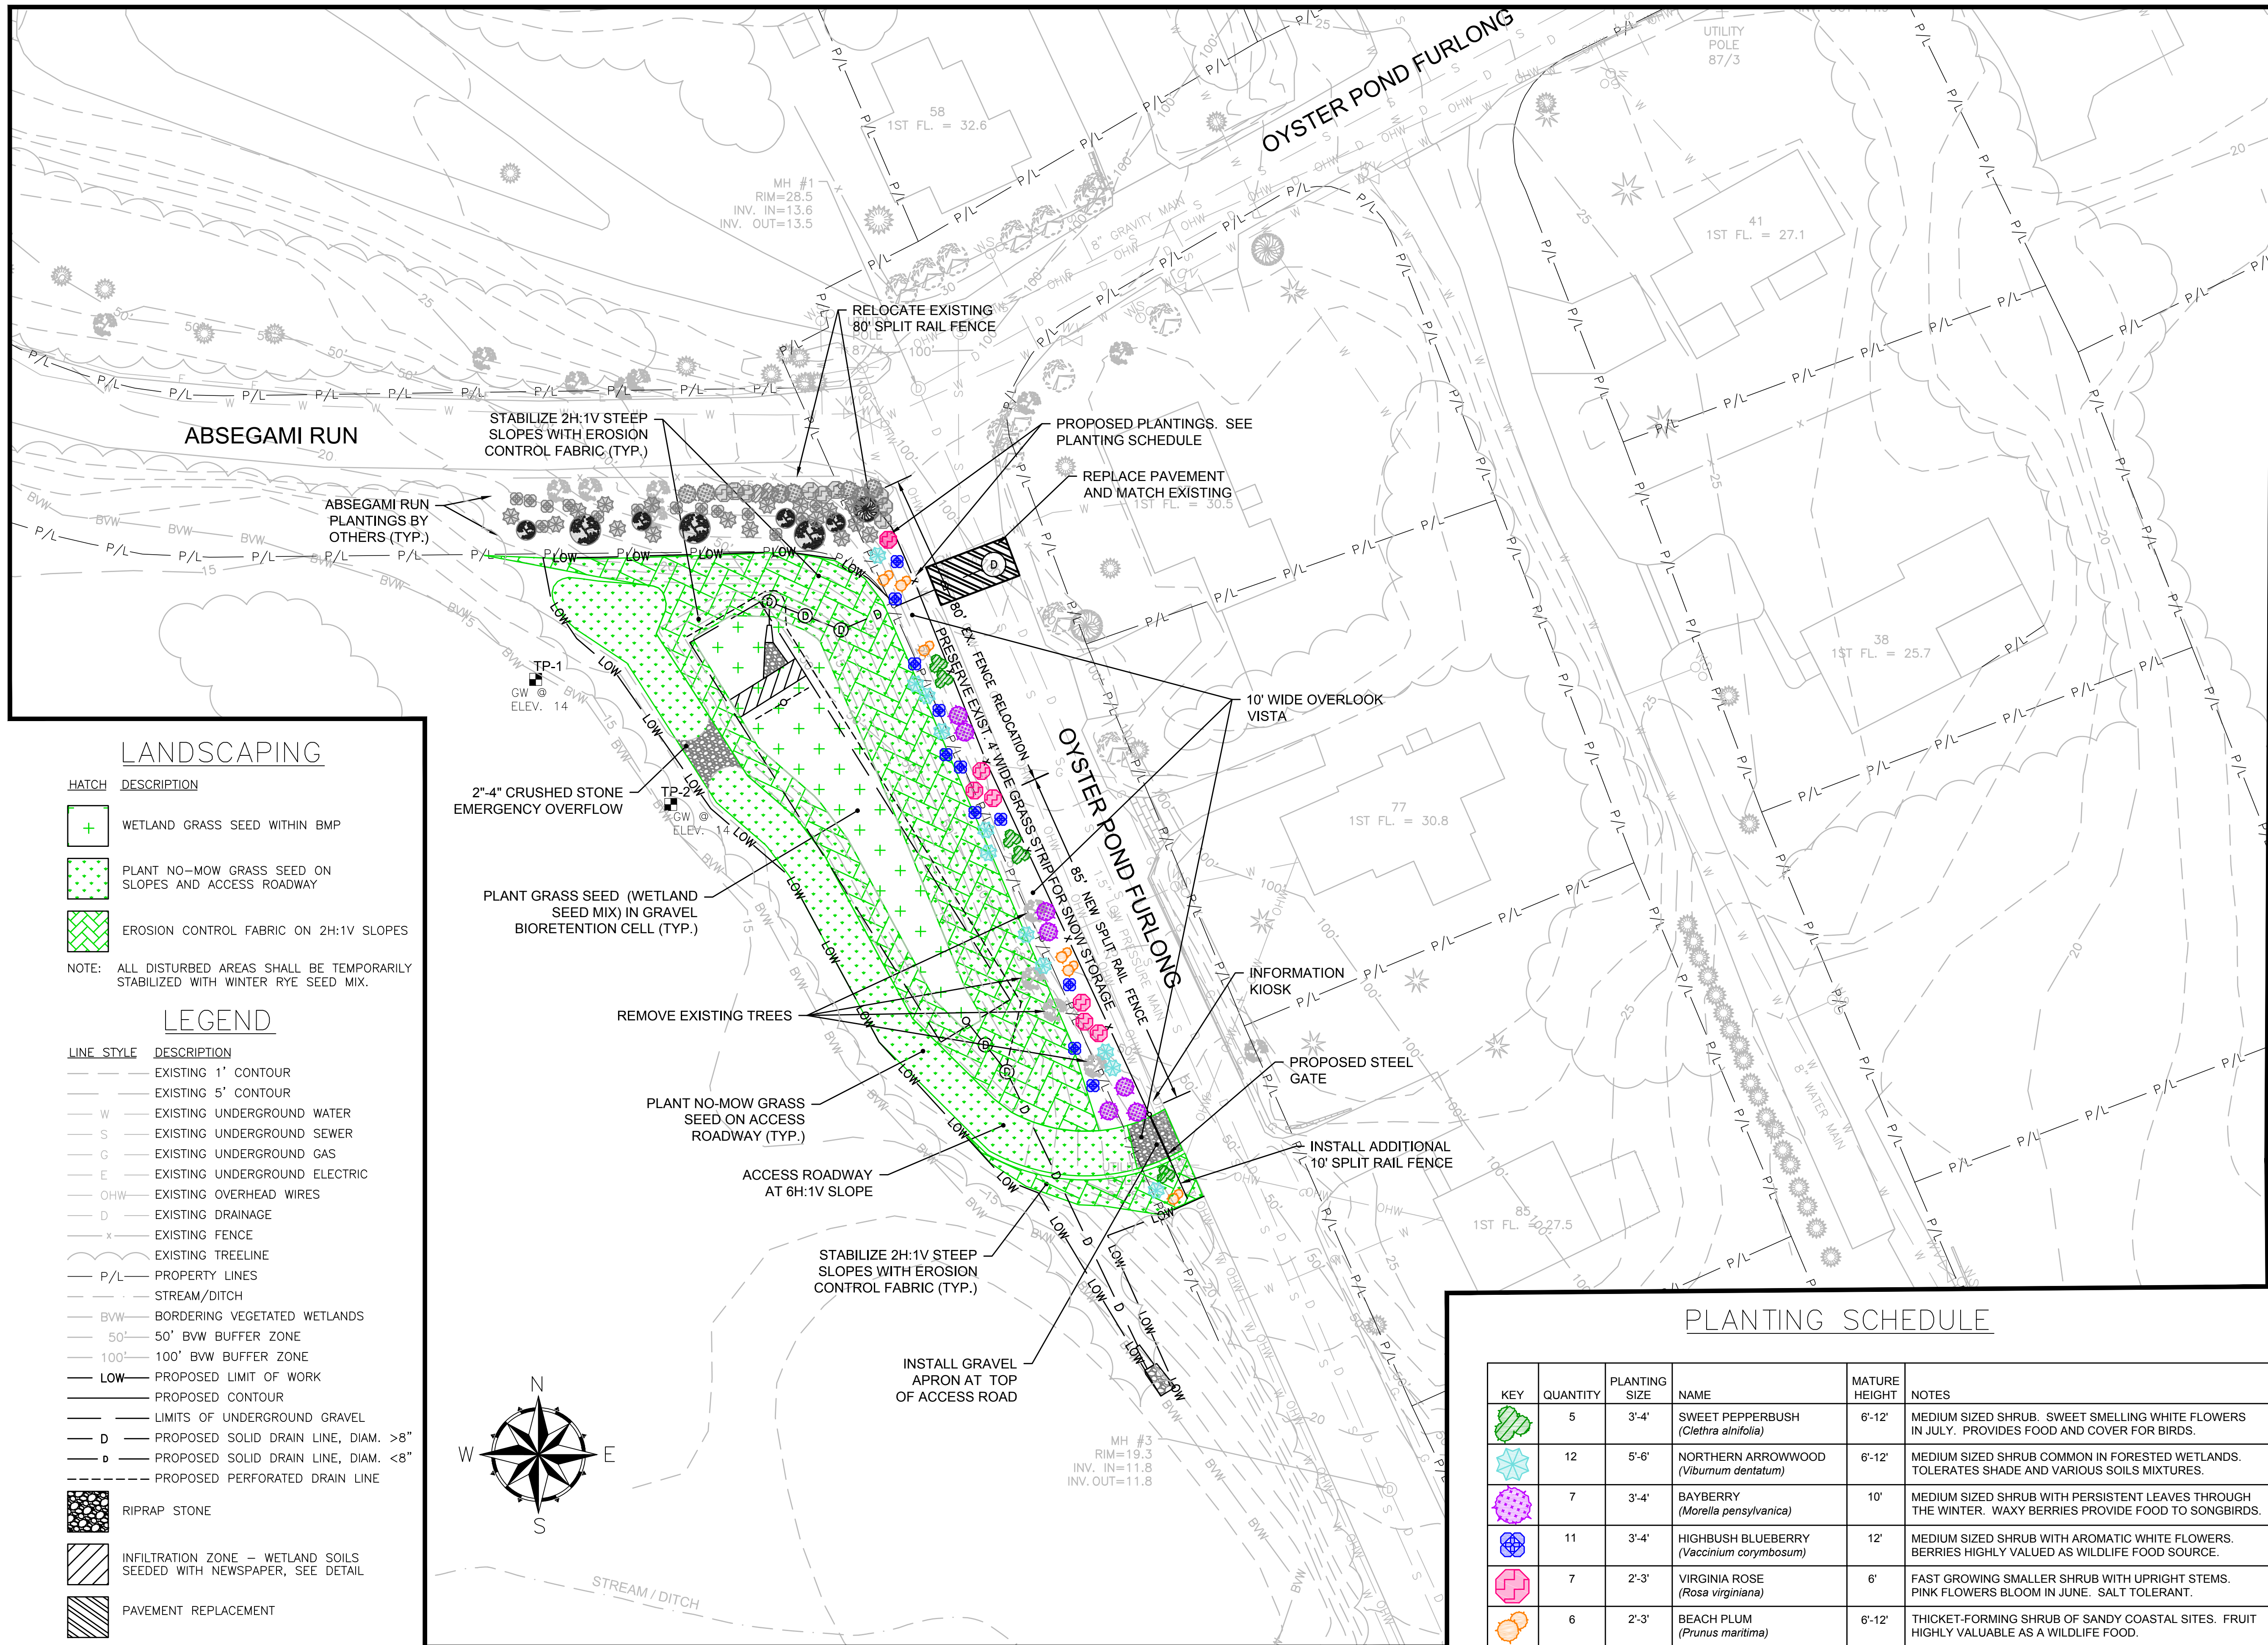 OYSTER POND FURLONG
UTILITY
POLE
87/3
58
1ST FL. = 32.6
MH #1
RIM=28.5
INV. IN=13.6
INV. OUT=13.5
8" GRAVITY MAIN
41
1ST FL. = 27.1
RELOCATE EXISTING
80' SPLIT RAIL FENCE
ABSEGAMI RUN
STABILIZE 2H:1V STEEP
SLOPES WITH EROSION
CONTROL FABRIC (TYP.)
PROPOSED PLANTINGS. SEE
PLANTING SCHEDULE
REPLACE PAVEMENT
AND MATCH EXISTING
1ST FL. = 30.5
ABSEGAMI RUN
PLANTINGS BY
OTHERS (TYP.)
38
1ST FL. = 25.7
TP-1
GW @
ELEV. 14
80' EX. FENCE RELOCATION
PRESERVE EXIST. 4' WIDE GRASS STRIP FOR SNOW STORAGE
85' NEW SPLIT RAIL FENCE
10' WIDE OVERLOOK
VISTA
OYSTER POND FURLONG
2"-4" CRUSHED STONE
EMERGENCY OVERFLOW
TP-2
GW @
ELEV. 14
77
1ST FL. = 30.8
PLANT GRASS SEED (WETLAND
SEED MIX) IN GRAVEL
BIORETENTION CELL (TYP.)
INFORMATION
KIOSK
REMOVE EXISTING TREES
PROPOSED STEEL
GATE
8" WATER MAIN
PLANT NO-MOW GRASS
SEED ON ACCESS
ROADWAY (TYP.)
INSTALL ADDITIONAL
10' SPLIT RAIL FENCE
ACCESS ROADWAY
AT 6H:1V SLOPE
85
1ST FL. = 27.5
STABILIZE 2H:1V STEEP
SLOPES WITH EROSION
CONTROL FABRIC (TYP.)
INSTALL GRAVEL
APRON AT TOP
OF ACCESS ROAD
MH #3
RIM=19.3
INV. IN=11.8
INV.OUT=11.8
STREAM / DITCH
N
W E
S
LANDSCAPING
HATCH DESCRIPTION
WETLAND GRASS SEED WITHIN BMP
PLANT NO-MOW GRASS SEED ON
SLOPES AND ACCESS ROADWAY
EROSION CONTROL FABRIC ON 2H:1V SLOPES
NOTE: ALL DISTURBED AREAS SHALL BE TEMPORARILY
STABILIZED WITH WINTER RYE SEED MIX.
LEGEND
LINE STYLE DESCRIPTION
EXISTING 1' CONTOUR
EXISTING 5' CONTOUR
W EXISTING UNDERGROUND WATER
S EXISTING UNDERGROUND SEWER
G EXISTING UNDERGROUND GAS
E EXISTING UNDERGROUND ELECTRIC
OHW EXISTING OVERHEAD WIRES
D EXISTING DRAINAGE
x EXISTING FENCE
EXISTING TREELINE
P/L PROPERTY LINES
STREAM/DITCH
BVW BORDERING VEGETATED WETLANDS
50' 50' BVW BUFFER ZONE
100' 100' BVW BUFFER ZONE
LOW PROPOSED LIMIT OF WORK
PROPOSED CONTOUR
LIMITS OF UNDERGROUND GRAVEL
D PROPOSED SOLID DRAIN LINE, DIAM. >8"
D PROPOSED SOLID DRAIN LINE, DIAM. <8"
PROPOSED PERFORATED DRAIN LINE
RIPRAP STONE
INFILTRATION ZONE – WETLAND SOILS
SEEDED WITH NEWSPAPER, SEE DETAIL
PAVEMENT REPLACEMENT
PLANTING SCHEDULE
KEY QUANTITY PLANTING SIZE NAME MATURE HEIGHT NOTES
5 3'-4' SWEET PEPPERBUSH 6'-12' MEDIUM SIZED SHRUB. SWEET SMELLING WHITE FLOWERS
(Clethra alnifolia) IN JULY. PROVIDES FOOD AND COVER FOR BIRDS.
12 5'-6' NORTHERN ARROWWOOD 6'-12' MEDIUM SIZED SHRUB COMMON IN FORESTED WETLANDS.
(Viburnum dentatum) TOLERATES SHADE AND VARIOUS SOILS MIXTURES.
7 3'-4' BAYBERRY 10' MEDIUM SIZED SHRUB WITH PERSISTENT LEAVES THROUGH
(Morella pensylvanica) THE WINTER. WAXY BERRIES PROVIDE FOOD TO SONGBIRDS.
11 3'-4' HIGHBUSH BLUEBERRY 12' MEDIUM SIZED SHRUB WITH AROMATIC WHITE FLOWERS.
(Vaccinium corymbosum) BERRIES HIGHLY VALUED AS WILDLIFE FOOD SOURCE.
7 2'-3' VIRGINIA ROSE 6' FAST GROWING SMALLER SHRUB WITH UPRIGHT STEMS.
(Rosa virginiana) PINK FLOWERS BLOOM IN JUNE. SALT TOLERANT.
6 2'-3' BEACH PLUM 6'-12' THICKET-FORMING SHRUB OF SANDY COASTAL SITES. FRUIT
(Prunus maritima) HIGHLY VALUABLE AS A WILDLIFE FOOD.